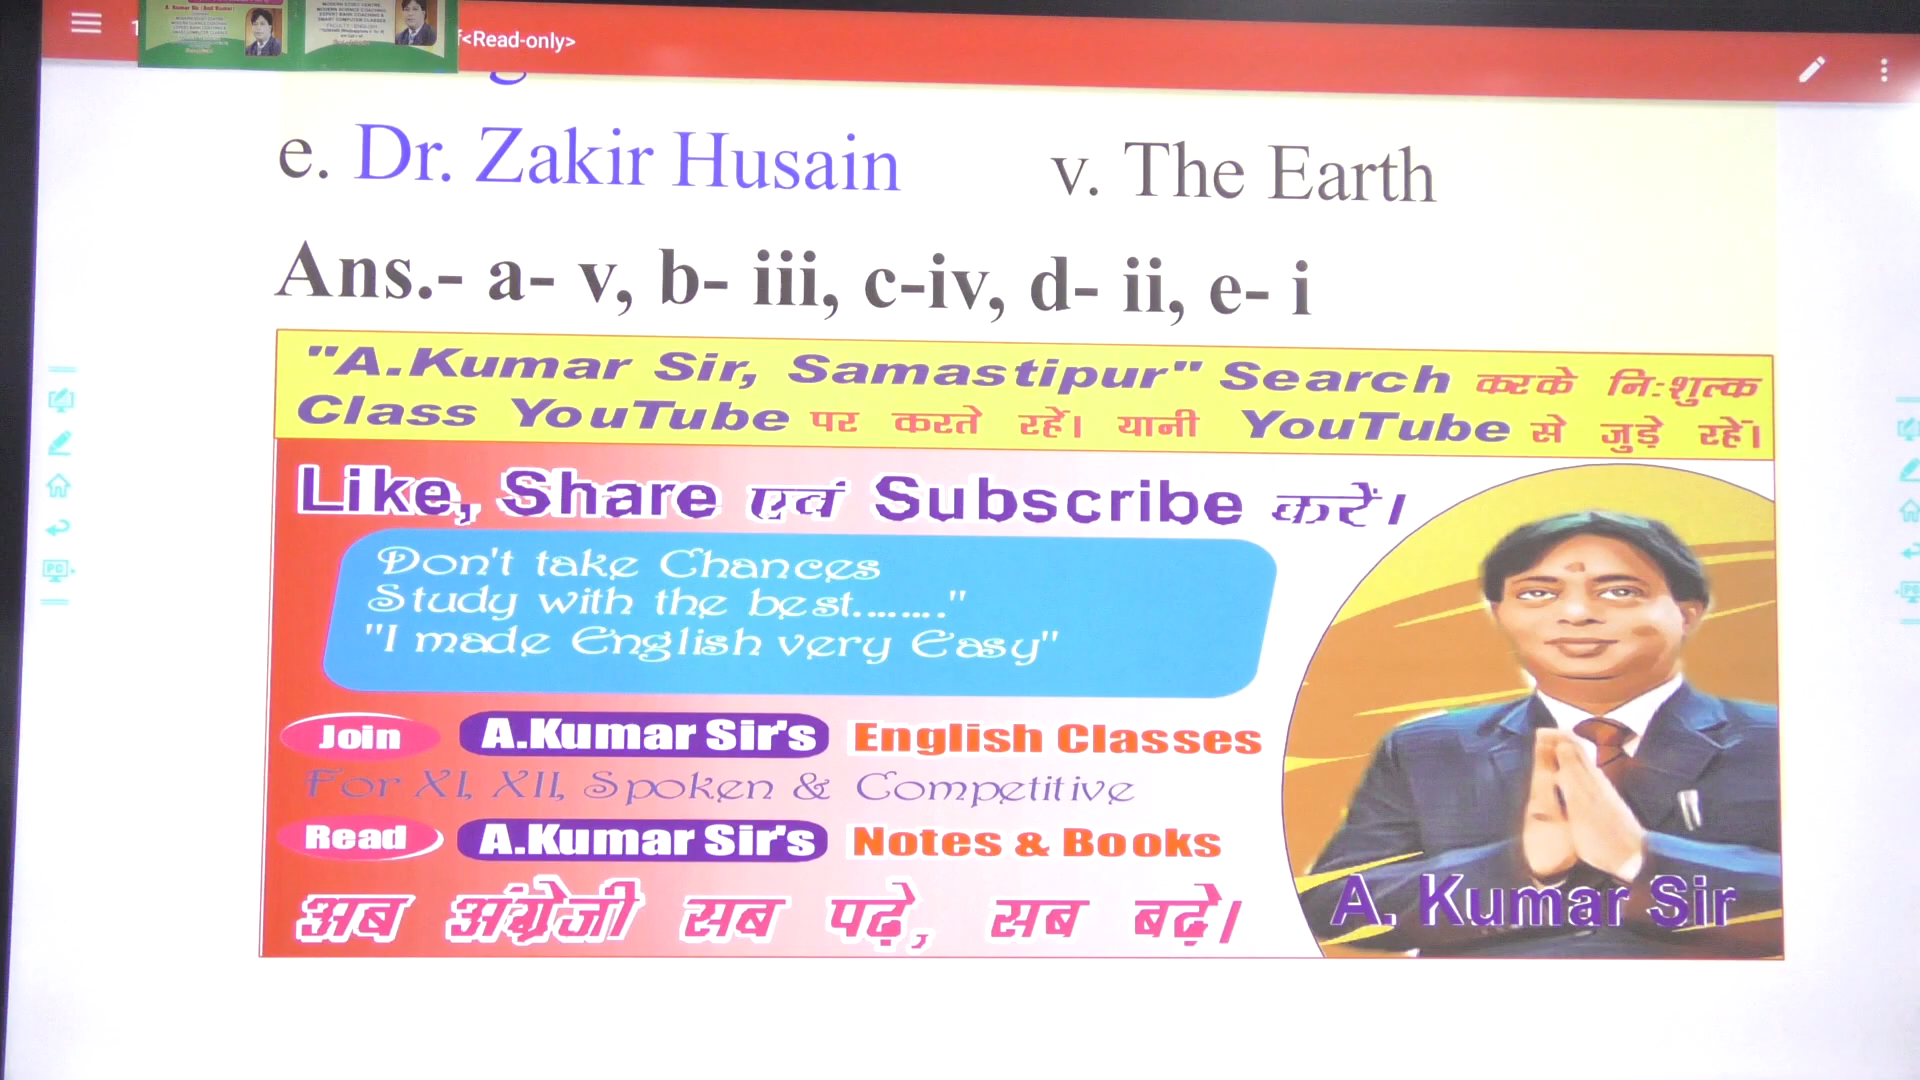 f<Read-only>
e. Dr. Zakir Husain v. The Earth
Ans.- a- v, b- iii, c-iv, d- ii, e- i
"A.Kumar Sir, Samastipur" Search करके नि:शुल्क
Class YouTube पर करते रहें। यानी YouTube से जुड़े रहें।
Like, Share एवं Subscribe करें।
Don't take Chances
Study with the best......."
"I made English very Easy"
Join A.Kumar Sir's English Classes
For XI, XII, Spoken & Competitive
Read A.Kumar Sir's Notes & Books
अब अंग्रेजी सब पढ़े, सब बढ़े।
A. Kumar Sir